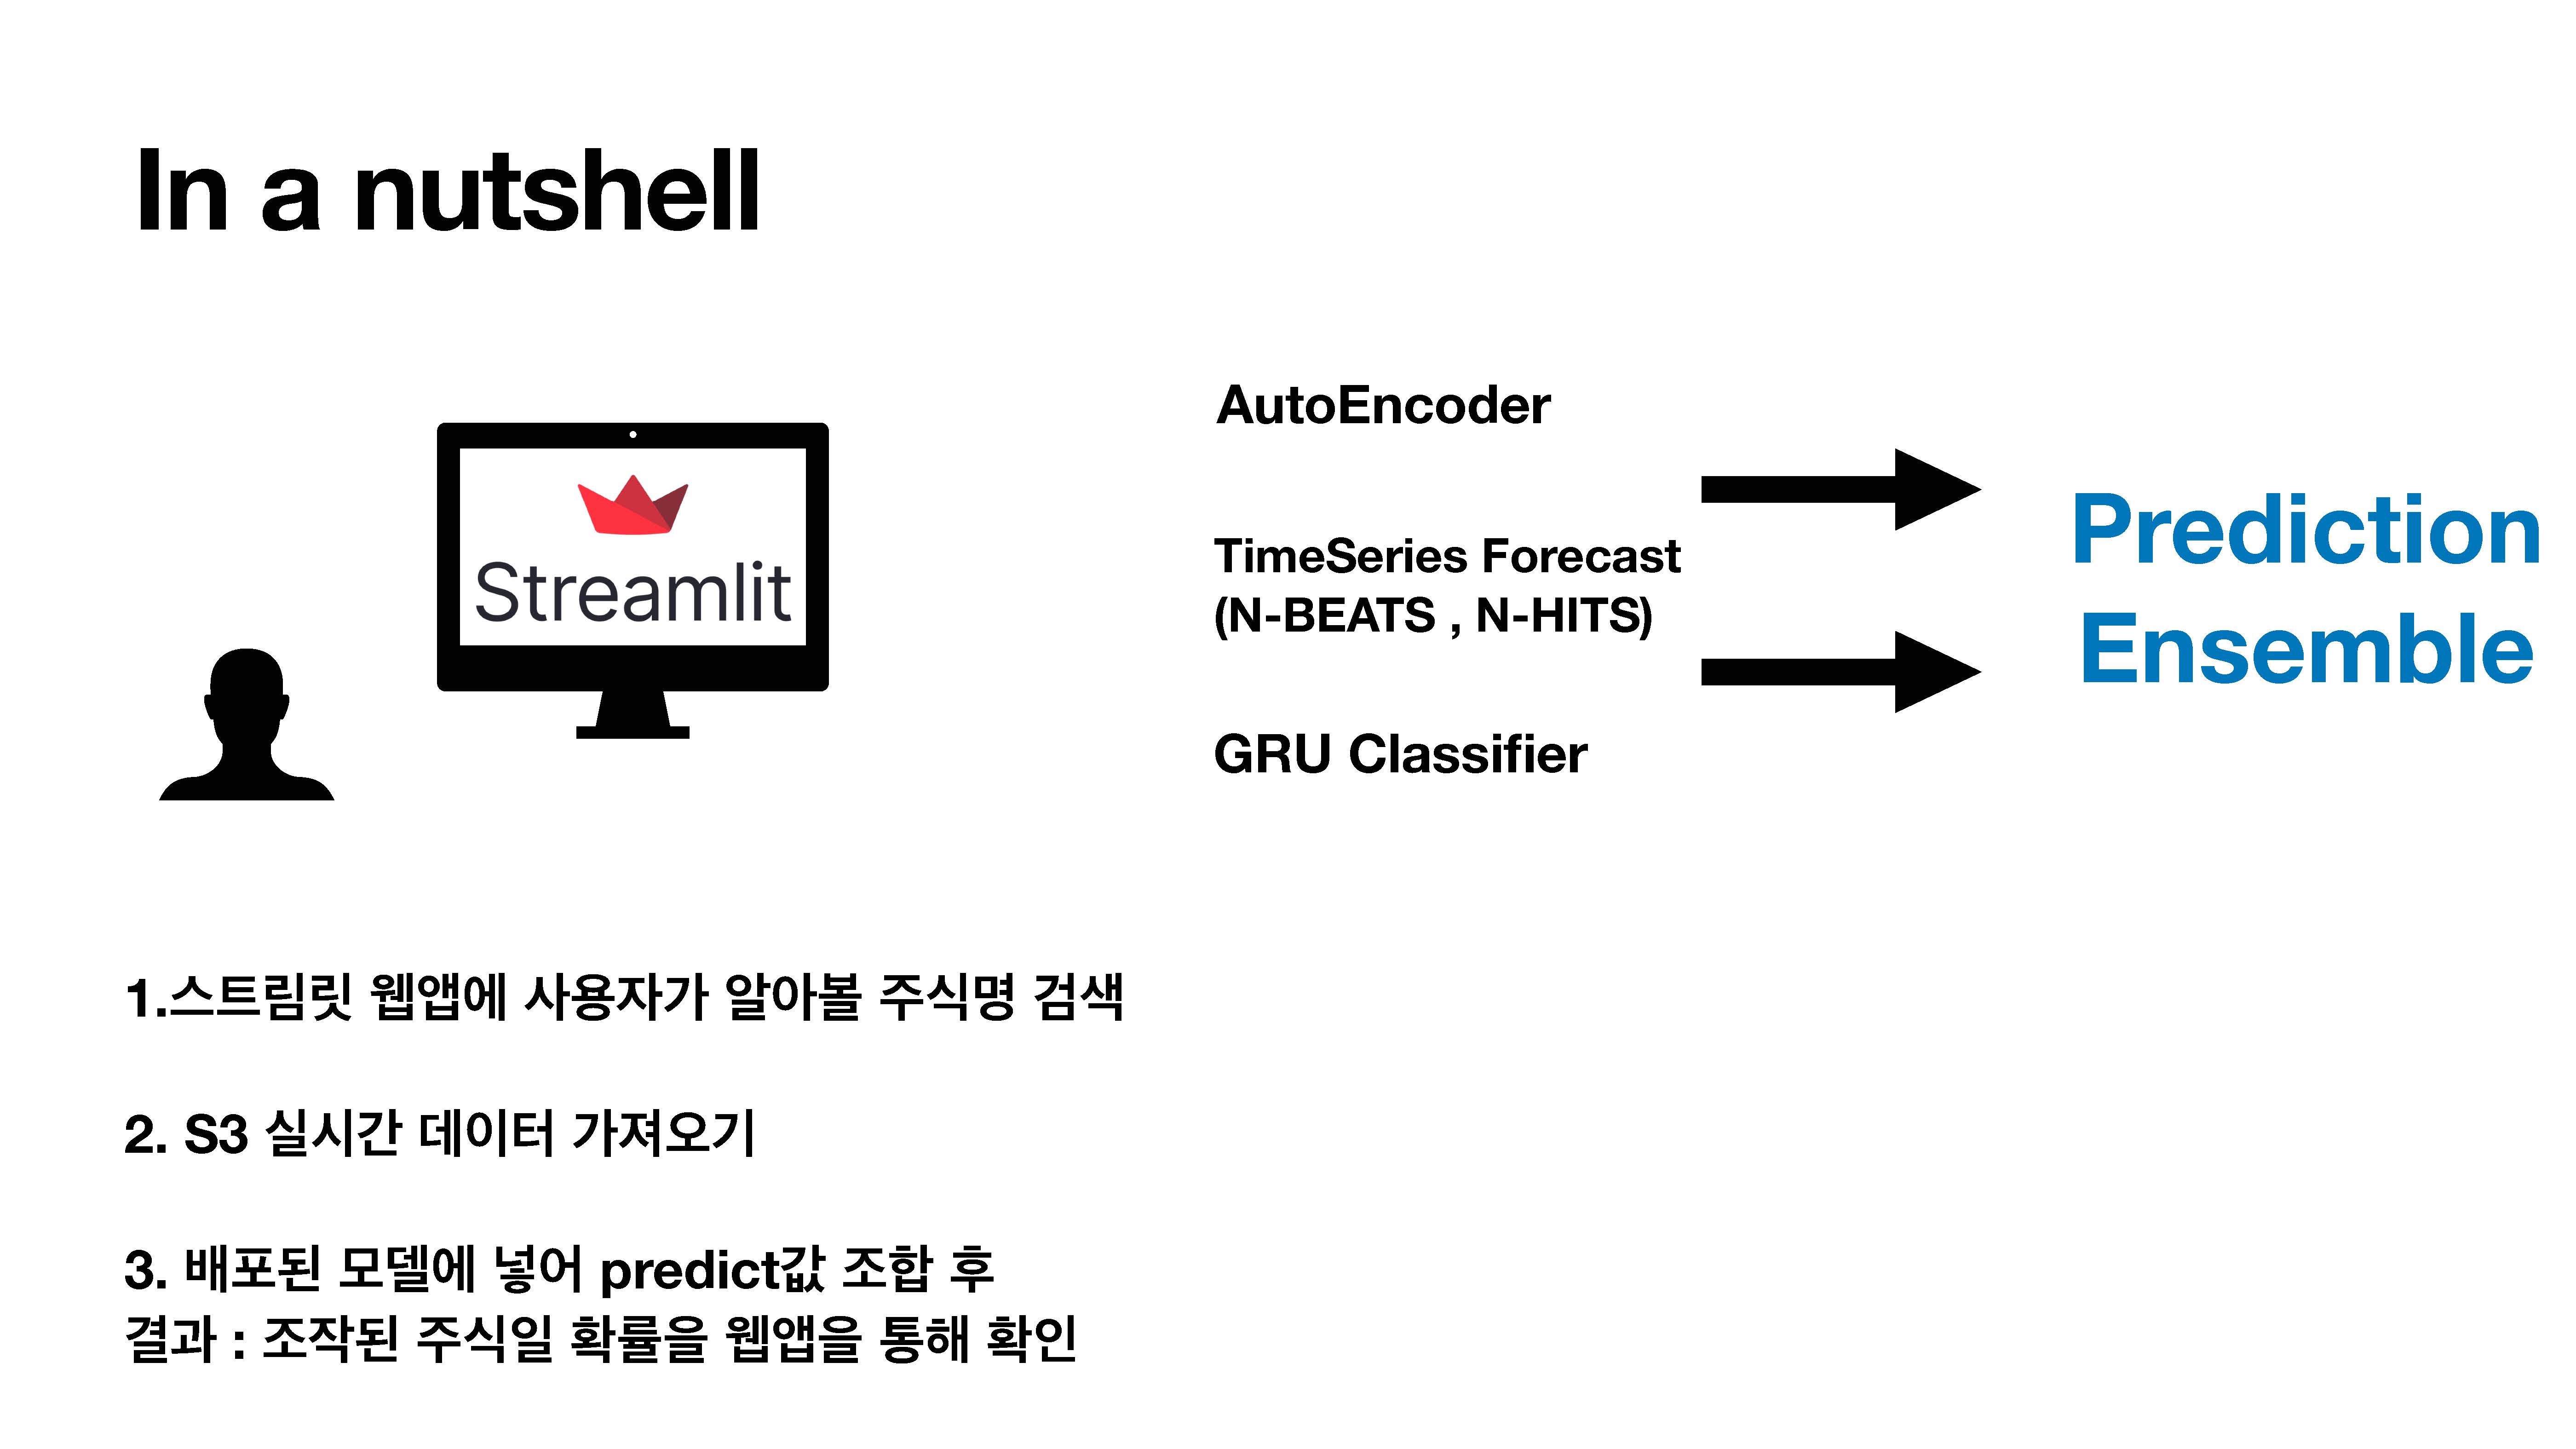 In a nutshell
Streamlit
AutoEncoder
TimeSeries Forecast
(N-BEATS , N-HITS)
GRU Classifier
Prediction
Ensemble
1.스트림릿 웹앱에 사용자가 알아볼 주식명 검색
2. S3 실시간 데이터 가져오기
3. 배포된 모델에 넣어 predict값 조합 후
결과 : 조작된 주식일 확률을 웹앱을 통해 확인